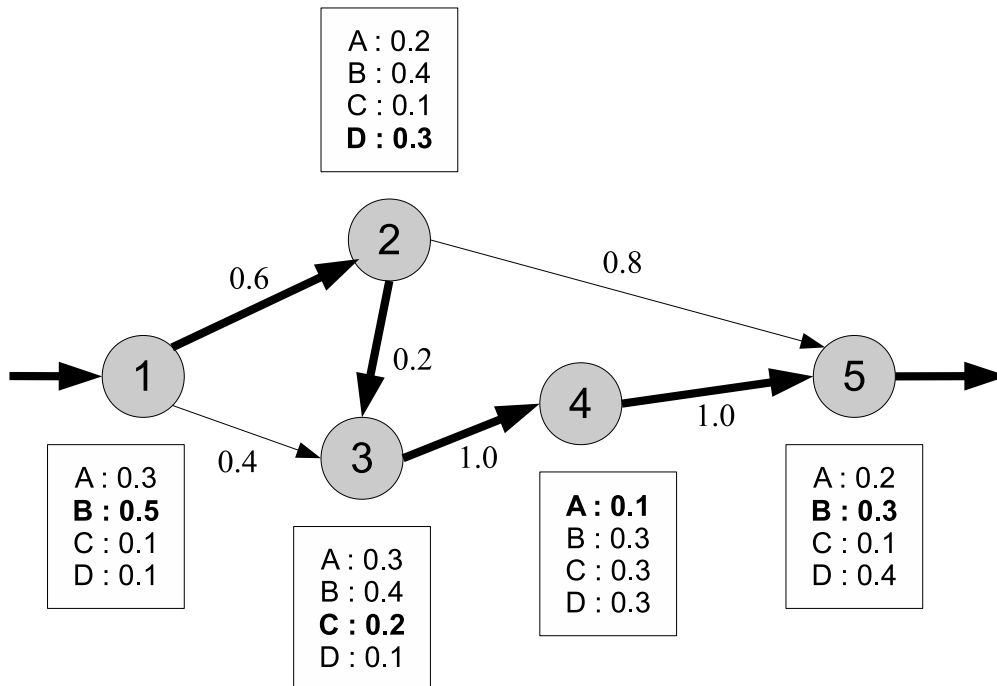 A : 0.2
B : 0.4
C : 0.1
D : 0.3
2
0.6
0.8
0.2
1
0.4
3
1.0
4
1.0
5
A : 0.3
B : 0.5
C : 0.1
D : 0.1
A : 0.3
B : 0.4
C : 0.2
D : 0.1
A : 0.1
B : 0.3
C : 0.3
D : 0.3
A : 0.2
B : 0.3
C : 0.1
D : 0.4